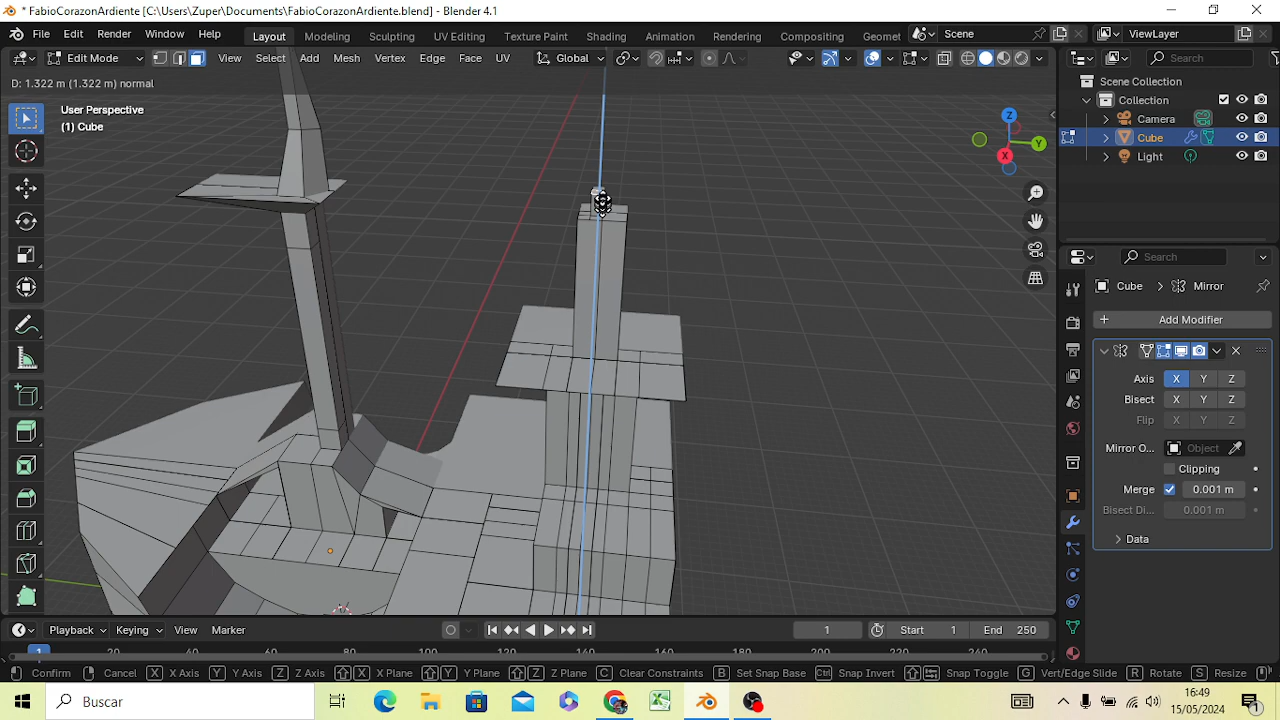 * FabioCorazonArdiente [C:\Users\Zuper\Documents\FabioCorazonArdiente.blend] - Blender 4.1
File Edit Render Window Help Layout Modeling Sculpting UV Editing Texture Paint Shading Animation Rendering Compositing Geomet Scene ViewLayer
Edit Mode View Select Add Mesh Vertex Edge Face UV Global Search
D: 1.322 m (1.322 m) normal
User Perspective
(1) Cube
Z
Y
X
Scene Collection
Collection
Camera
Cube
Light
Search
Cube > Mirror
+ Add Modifier
Axis X Y Z
Bisect X Y Z
Flip X Y Z
Mirror O... Object
Clipping
Merge 0.001 m
Bisect Di... 0.001 m
Data
Playback Keying View Marker 1 Start 1 End 250
1 20 40 60 80 100 120 140 160 180 200 220 240
Confirm Cancel X X Axis Y Y Axis Z Z Axis X X Plane Y Y Plane Z Z Plane C Clear Constraints B Set Snap Base Ctrl Snap Invert Snap Toggle G Vert/Edge Slide R Rotate S Resize
Buscar
16:49
15/05/2024
1